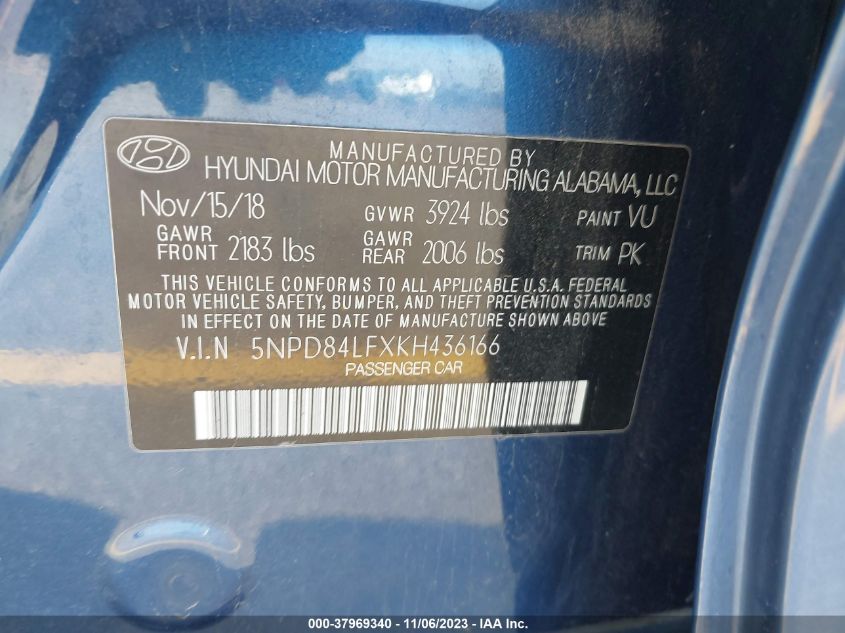 MANUFACTURED BY
HYUNDAI MOTOR MANUFACTURING ALABAMA, LLC
Nov/15/18 GVWR 3924 lbs PAINT VU
GAWR FRONT 2183 lbs GAWR REAR 2006 lbs TRIM PK
THIS VEHICLE CONFORMS TO ALL APPLICABLE U.S.A. FEDERAL
MOTOR VEHICLE SAFETY, BUMPER, AND THEFT PREVENTION STANDARDS
IN EFFECT ON THE DATE OF MANUFACTURE SHOWN ABOVE.
V.I.N 5NPD84LFXKH436166
PASSENGER CAR
000-37969340 - 11/06/2023 - IAA Inc.